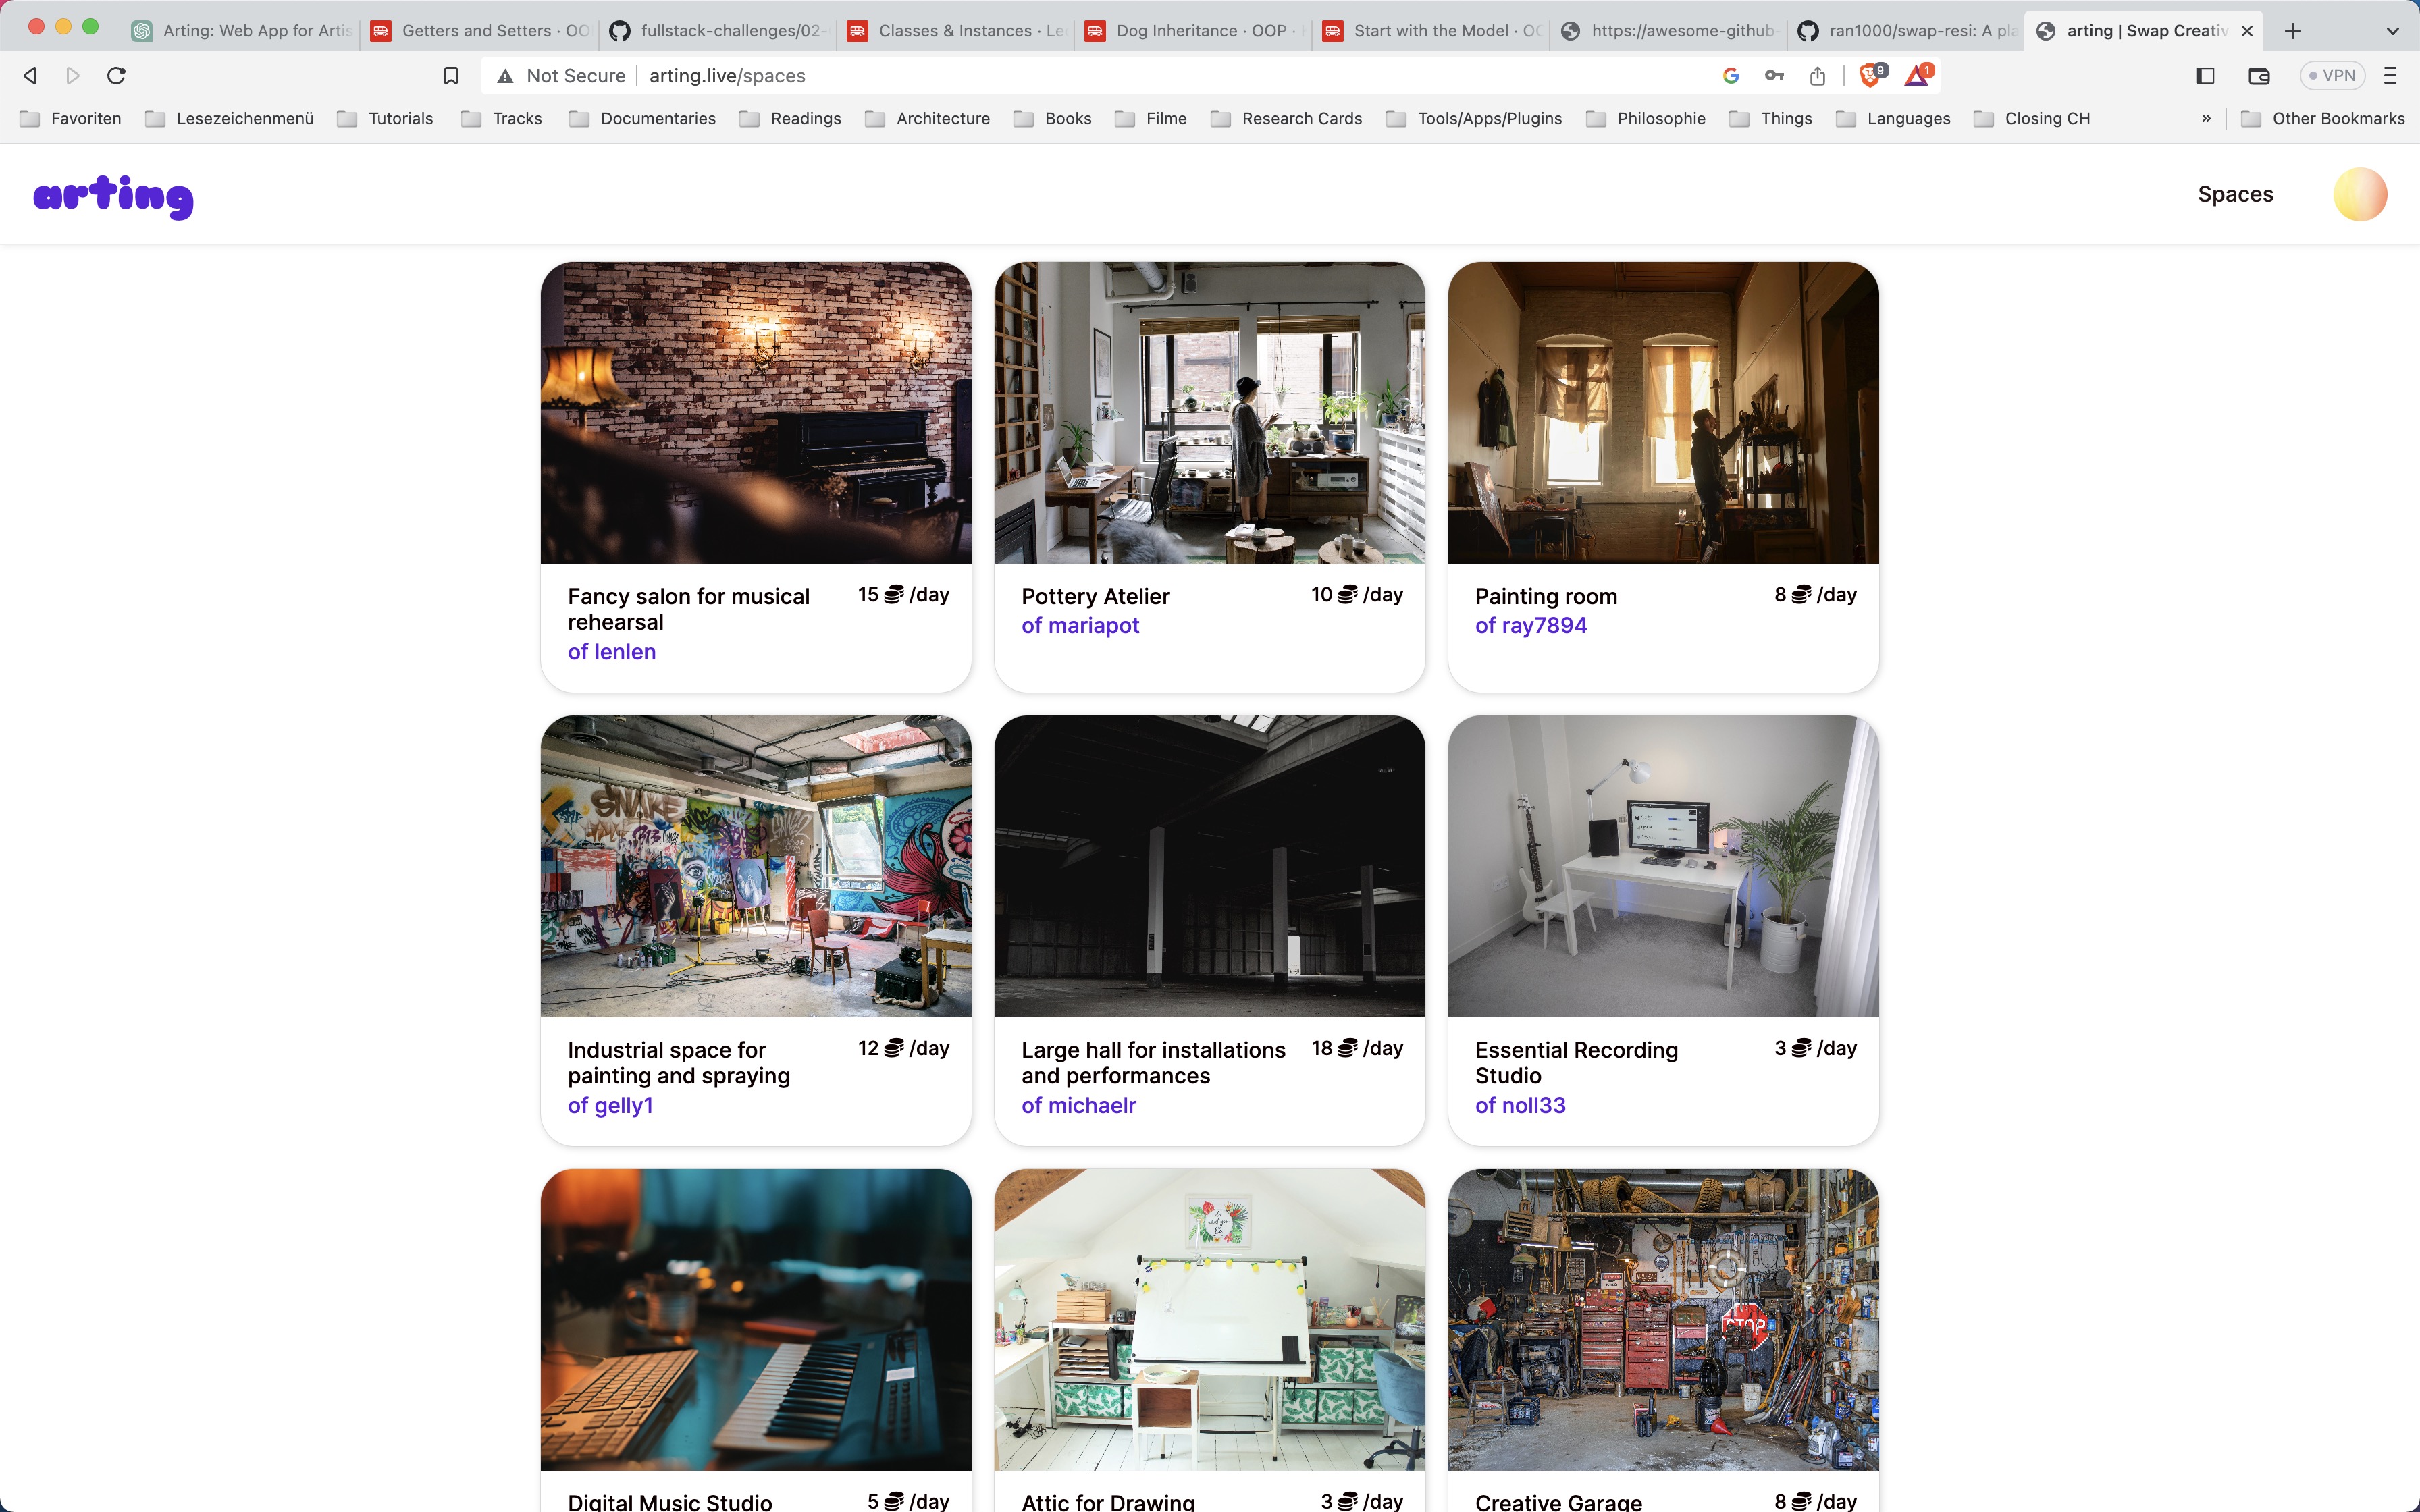 Arting: Web App for Artis
Getters and Setters · OO
fullstack-challenges/02-
Classes & Instances · Le
Dog Inheritance · OOP ·
Start with the Model · OO
https://awesome-github-
ran1000/swap-resi: A pla
arting | Swap Creativ
Not Secure
arting.live/spaces
9
1
VPN
Favoriten
Lesezeichenmenü
Tutorials
Tracks
Documentaries
Readings
Architecture
Books
Filme
Research Cards
Tools/Apps/Plugins
Philosophie
Things
Languages
Closing CH
»
Other Bookmarks
arting
Spaces
Fancy salon for musical
rehearsal
of lenlen
15 /day
Pottery Atelier
of mariapot
10 /day
Painting room
of ray7894
8 /day
SNAKE
Industrial space for
painting and spraying
of gelly1
12 /day
Large hall for installations
and performances
of michaelr
18 /day
Essential Recording
Studio
of noll33
3 /day
STOP
Digital Music Studio
5 /day
Attic for Drawing
3 /day
Creative Garage
8 /day